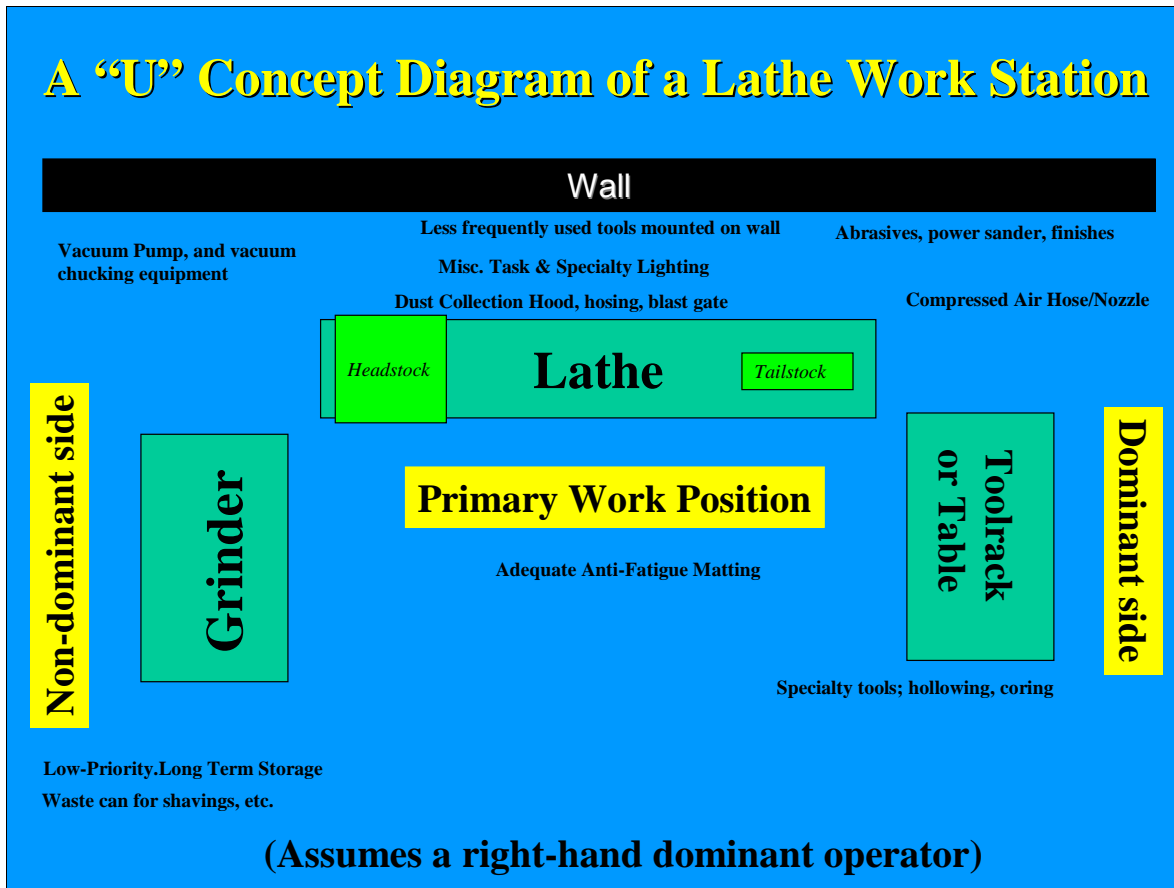 A “U” Concept Diagram of a Lathe Work Station
Wall
Less frequently used tools mounted on wall
Abrasives, power sander, finishes
Vacuum Pump, and vacuum
chucking equipment
Misc. Task & Specialty Lighting
Dust Collection Hood, hosing, blast gate
Compressed Air Hose/Nozzle
Headstock
Lathe
Tailstock
Non-dominant side
Grinder
Primary Work Position
Adequate Anti-Fatigue Matting
Toolrack
or Table
Dominant side
Specialty tools; hollowing, coring
Low-Priority.Long Term Storage
Waste can for shavings, etc.
(Assumes a right-hand dominant operator)